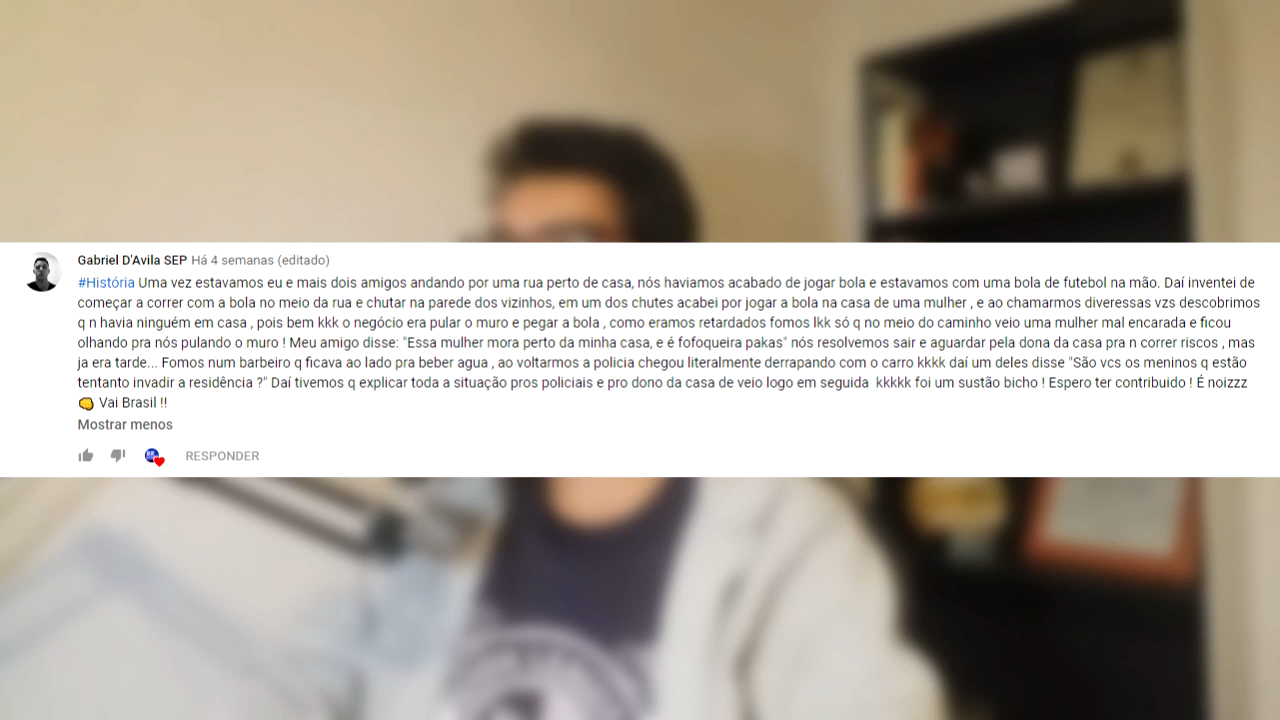 Gabriel D'Avila SEP Há 4 semanas (editado)
#História Uma vez estavamos eu e mais dois amigos andando por uma rua perto de casa, nós haviamos acabado de jogar bola e estavamos com uma bola de futebol na mão. Daí inventei de
começar a correr com a bola no meio da rua e chutar na parede dos vizinhos, em um dos chutes acabei por jogar a bola na casa de uma mulher , e ao chamarmos diveressas vzs descobrimos
q n havia ninguém em casa , pois bem kkk o negócio era pular o muro e pegar a bola , como eramos retardados fomos lkk só q no meio do caminho veio uma mulher mal encarada e ficou
olhando pra nós pulando o muro ! Meu amigo disse: "Essa mulher mora perto da minha casa, e é fofoqueira pakas" nós resolvemos sair e aguardar pela dona da casa pra n correr riscos , mas
ja era tarde... Fomos num barbeiro q ficava ao lado pra beber agua , ao voltarmos a policia chegou literalmente derrapando com o carro kkkk daí um deles disse "São vcs os meninos q estão
tentanto invadir a residência ?" Daí tivemos q explicar toda a situação pros policiais e pro dono da casa de veio logo em seguida  kkkkk foi um sustão bicho ! Espero ter contribuido ! É noizzz
👊 Vai Brasil !!
Mostrar menos
RESPONDER